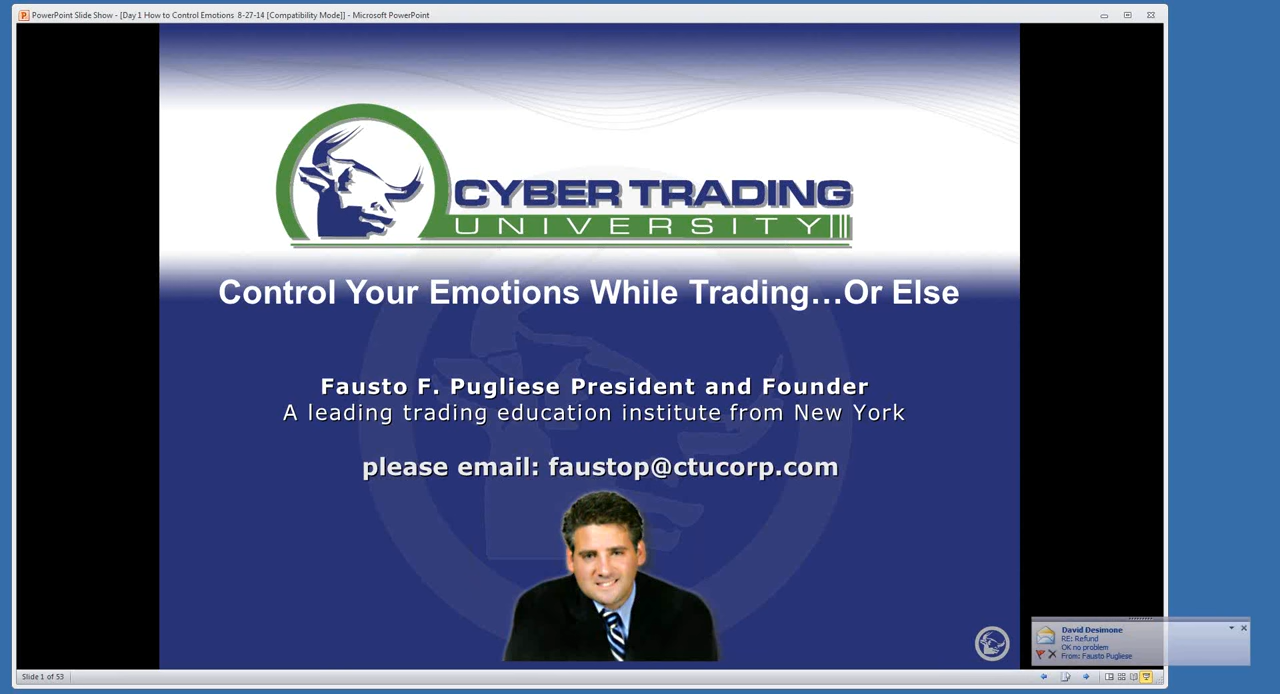 PowerPoint Slide Show - [Day 1 How to Control Emotions  8-27-14 [Compatibility Mode]] - Microsoft PowerPoint
CYBER TRADING
UNIVERSITY
Control Your Emotions While Trading…Or Else
Fausto F. Pugliese President and Founder
A leading trading education institute from New York
please email: faustop@ctucorp.com
David Desimone
RE: Refund
OK no problem
From: Fausto Pugliese
Slide 1 of 53